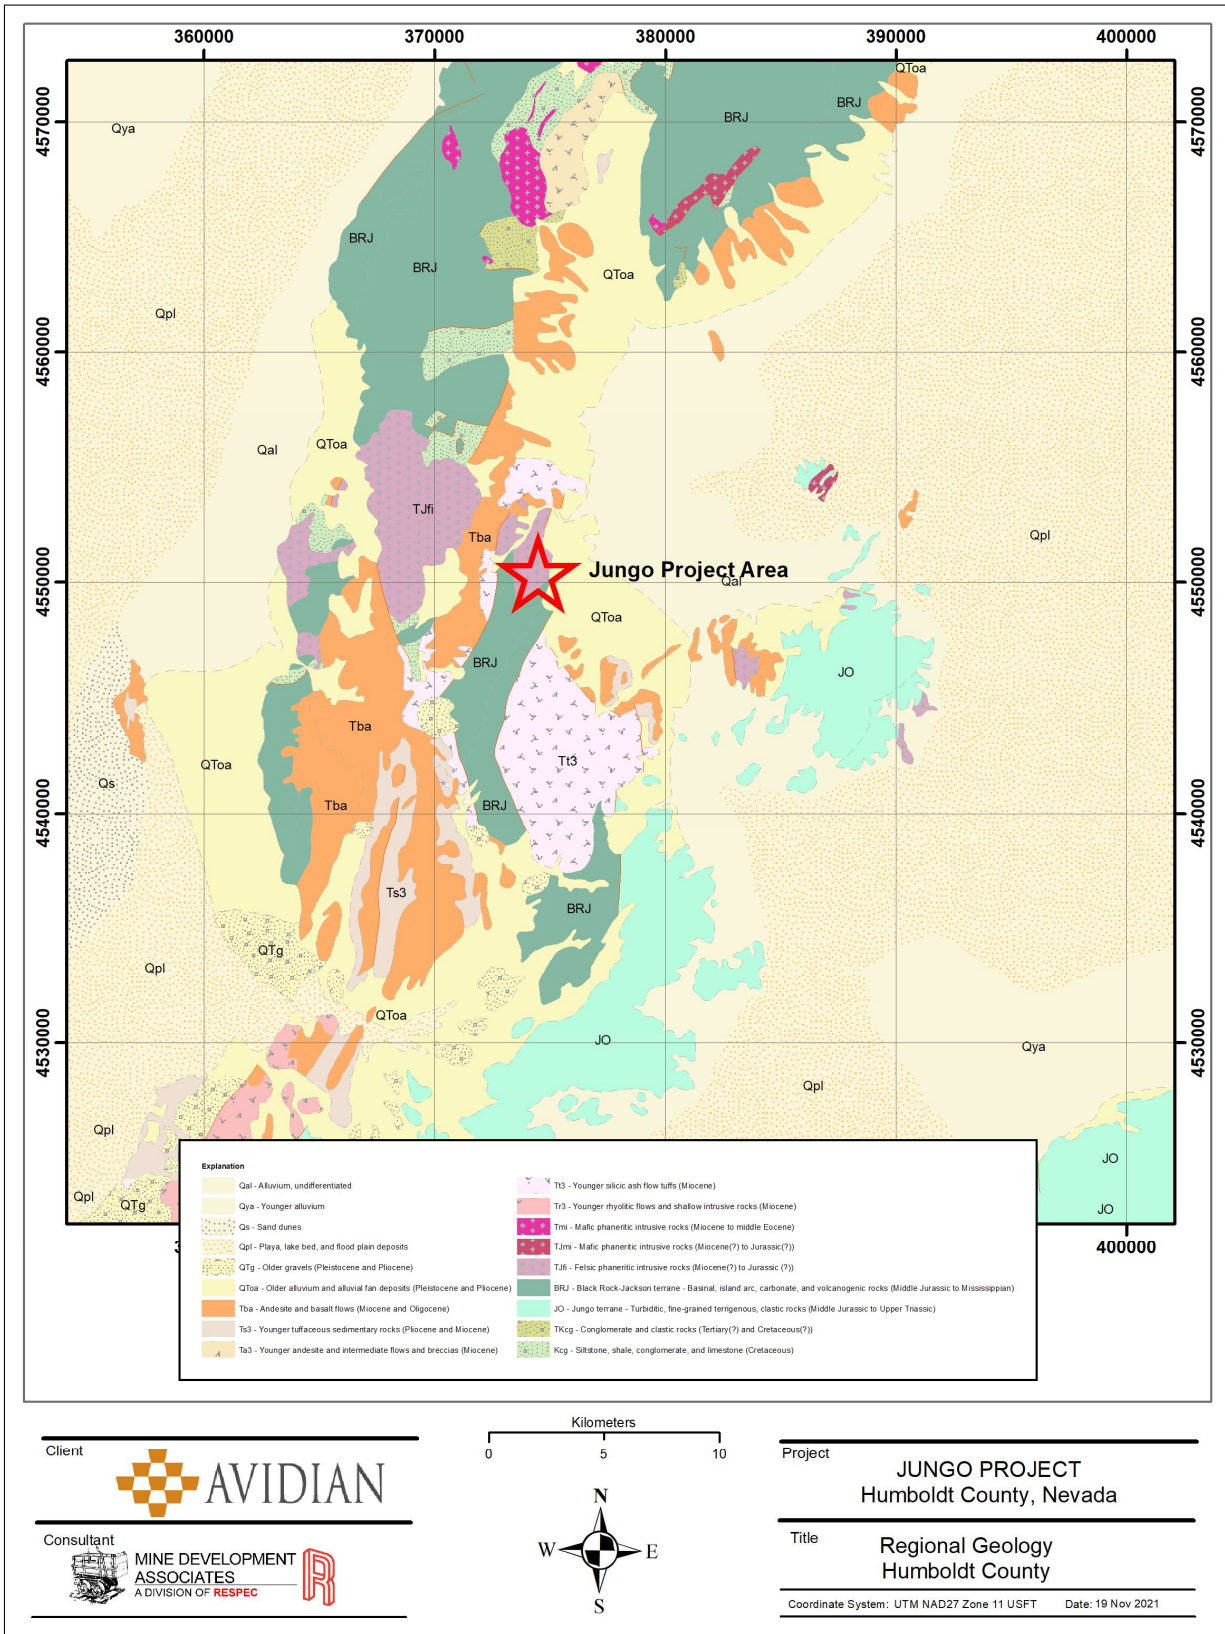 360000 370000 380000 390000 400000
4570000 4570000
4560000 4560000
4550000 4550000
4540000 4540000
4530000 4530000
QToa
BRJ
BRJ
Qya
BRJ
BRJ
QToa
Qpl
QToa
Qal
TJfi
Tba
Qpl
Jungo Project Area
Qal
QToa
BRJ
JO
Tba
Tt3
QToa
Qs
Tba
BRJ
Ts3
BRJ
QTg
Qpl
QToa
JO
Qya
Qpl
Qpl
JO
Qpl
QTg
JO
400000
Explanation
Qal - Alluvium, undifferentiated
Qya - Younger alluvium
Qs - Sand dunes
Qpl - Playa, lake bed, and flood plain deposits
QTg - Older gravels (Pleistocene and Pliocene)
QToa - Older alluvium and alluvial fan deposits (Pleistocene and Pliocene)
Tba - Andesite and basalt flows (Miocene and Oligocene)
Ts3 - Younger tuffaceous sedimentary rocks (Pliocene and Miocene)
Ta3 - Younger andesite and intermediate flows and breccias (Miocene)
Tt3 - Younger silicic ash flow tuffs (Miocene)
Tr3 - Younger rhyolitic flows and shallow intrusive rocks (Miocene)
Tmi - Mafic phaneritic intrusive rocks (Miocene to middle Eocene)
TJmi - Mafic phaneritic intrusive rocks (Miocene(?) to Jurassic(?))
TJfi - Felsic phaneritic intrusive rocks (Miocene(?) to Jurassic (?))
BRJ - Black Rock-Jackson terrane - Basinal, island arc, carbonate, and volcanogenic rocks (Middle Jurassic to Mississippian)
JO - Jungo terrane - Turbiditic, fine-grained terrigenous, clastic rocks (Middle Jurassic to Upper Triassic)
TKcg - Conglomerate and clastic rocks (Tertiary(?) and Cretaceous(?))
Kcg - Siltstone, shale, conglomerate, and limestone (Cretaceous)
Client
AVIDIAN
Consultant
MINE DEVELOPMENT
ASSOCIATES
A DIVISION OF RESPEC
R
Kilometers
0 5 10
N
W E
S
Project
JUNGO PROJECT
Humboldt County, Nevada
Title
Regional Geology
Humboldt County
Coordinate System: UTM NAD27 Zone 11 USFT Date: 19 Nov 2021